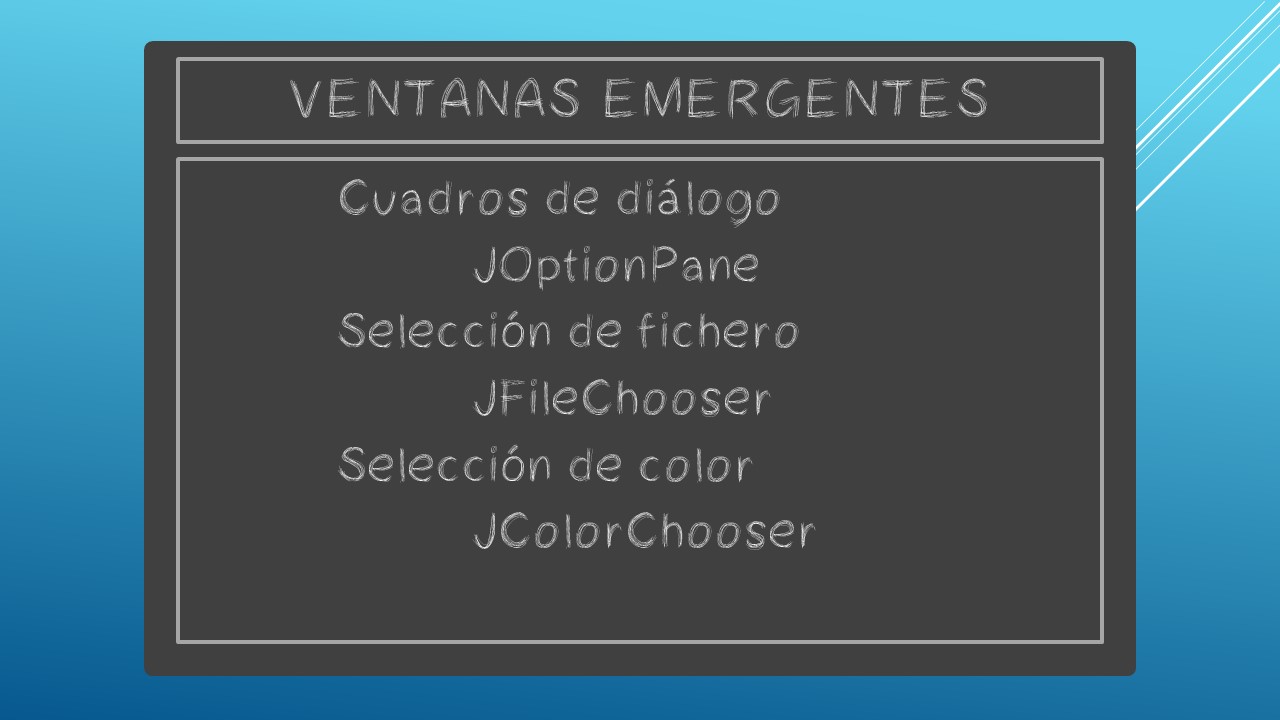 VENTANAS EMERGENTES
Cuadros de diálogo
JOptionPane
Selección de fichero
JFileChooser
Selección de color
JColorChooser